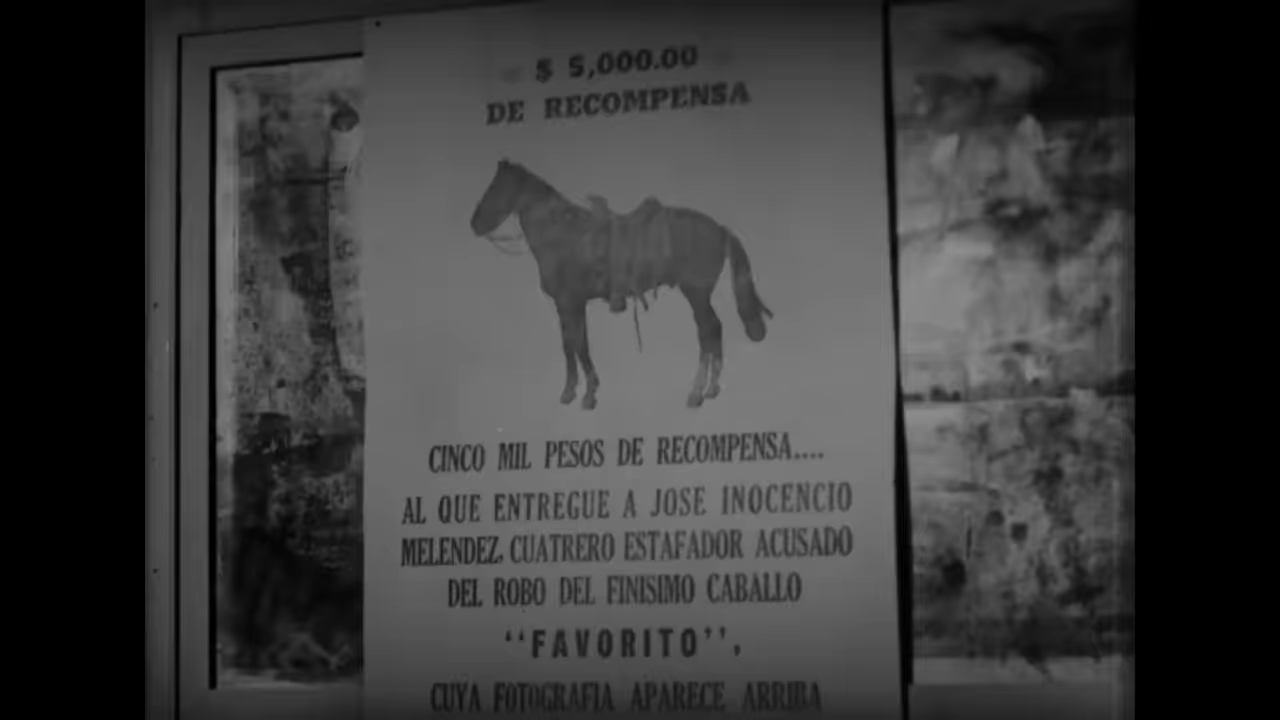 $ 5,000.00
DE RECOMPENSA
CINCO MIL PESOS DE RECOMPENSA....
AL QUE ENTREGUE A JOSE INOCENCIO
MELENDEZ, CUATRERO ESTAFADOR ACUSADO
DEL ROBO DEL FINISIMO CABALLO
"FAVORITO",
CUYA FOTOGRAFIA APARECE ARRIBA